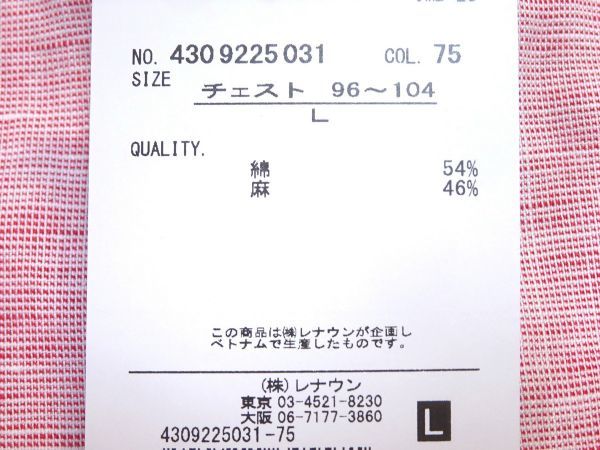 NO. 4309225031 COL. 75
SIZE チェスト 96～104
L
QUALITY.
綿 54%
麻 46%
この商品は㈱レナウンが企画し
ベトナムで生産したものです。
(株)レナウン
東京 03-4521-8230
大阪 06-7177-3860
L
4309225031-75